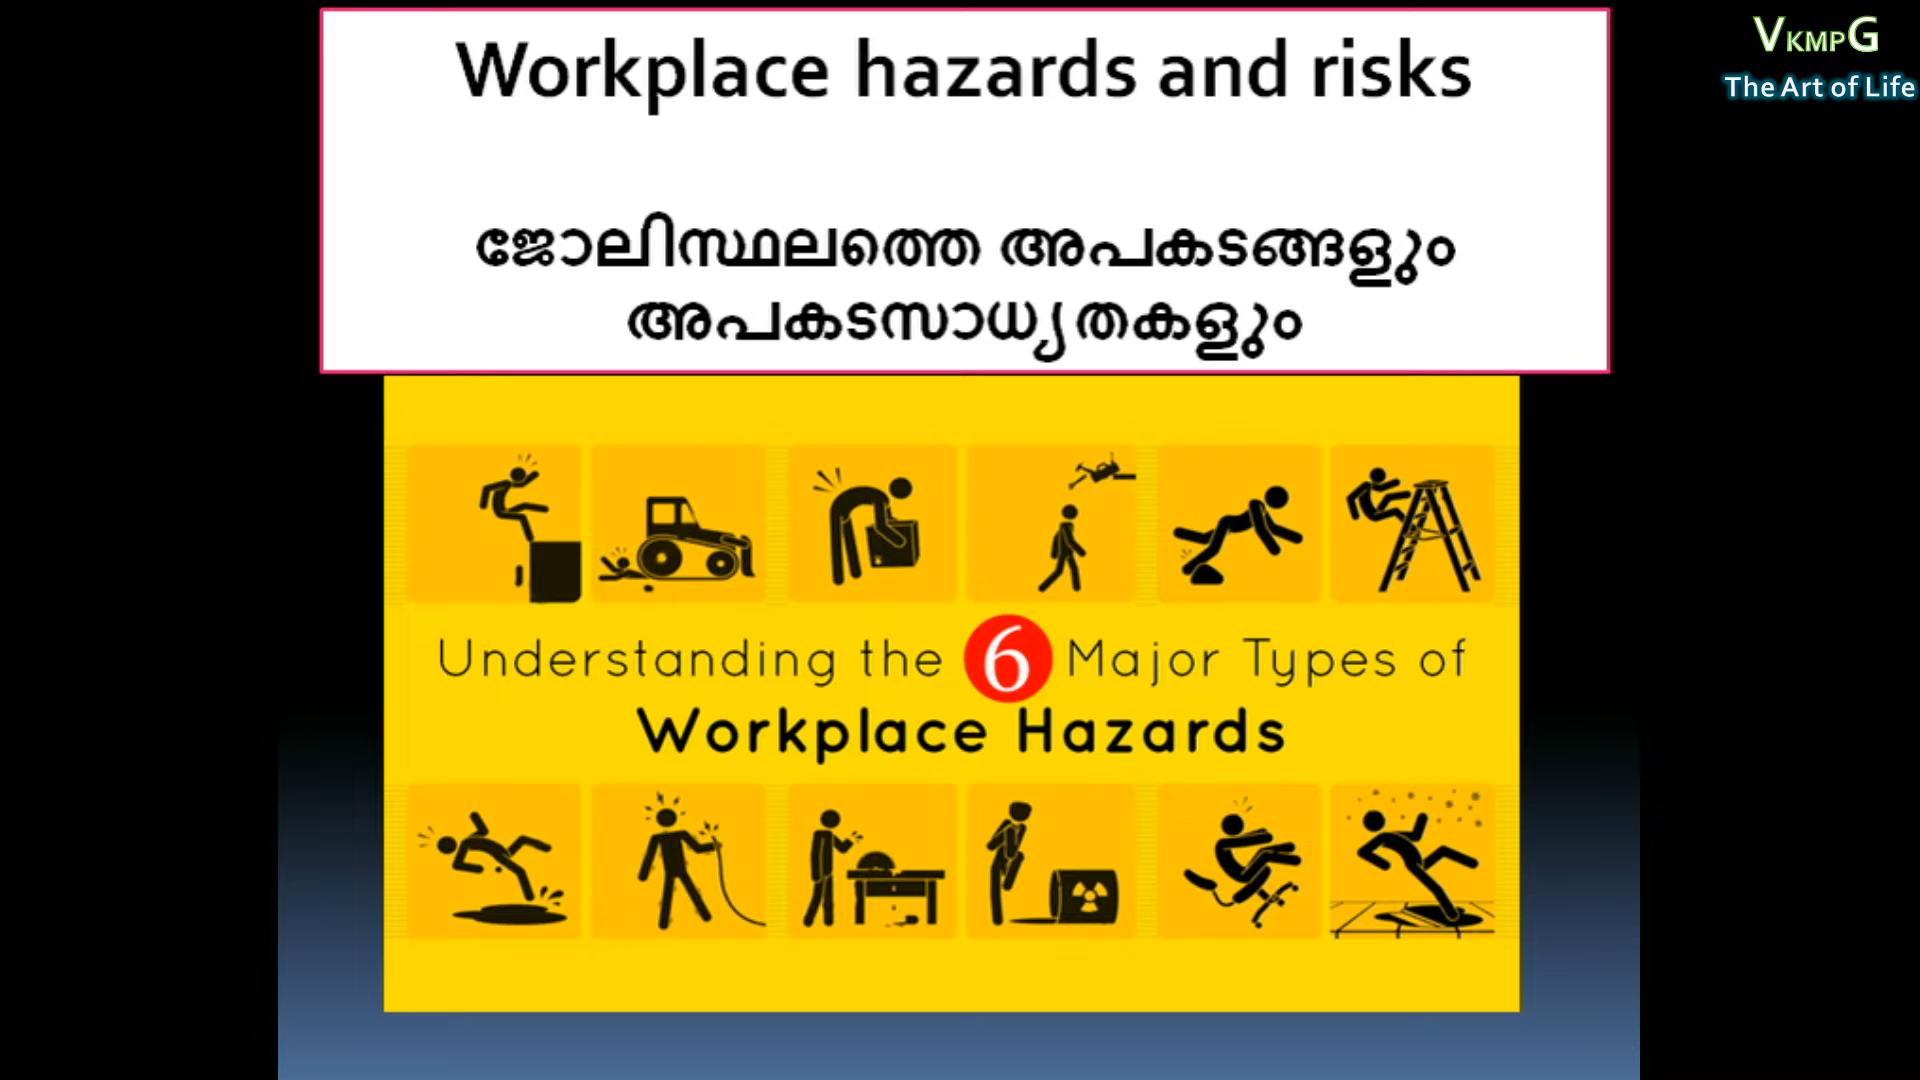 Workplace hazards and risks
ജോലിസ്ഥലത്തെ അപകടങ്ങളും
അപകടസാധ്യതകളും
VKMPG
The Art of Life
Understanding the 6 Major Types of
Workplace Hazards